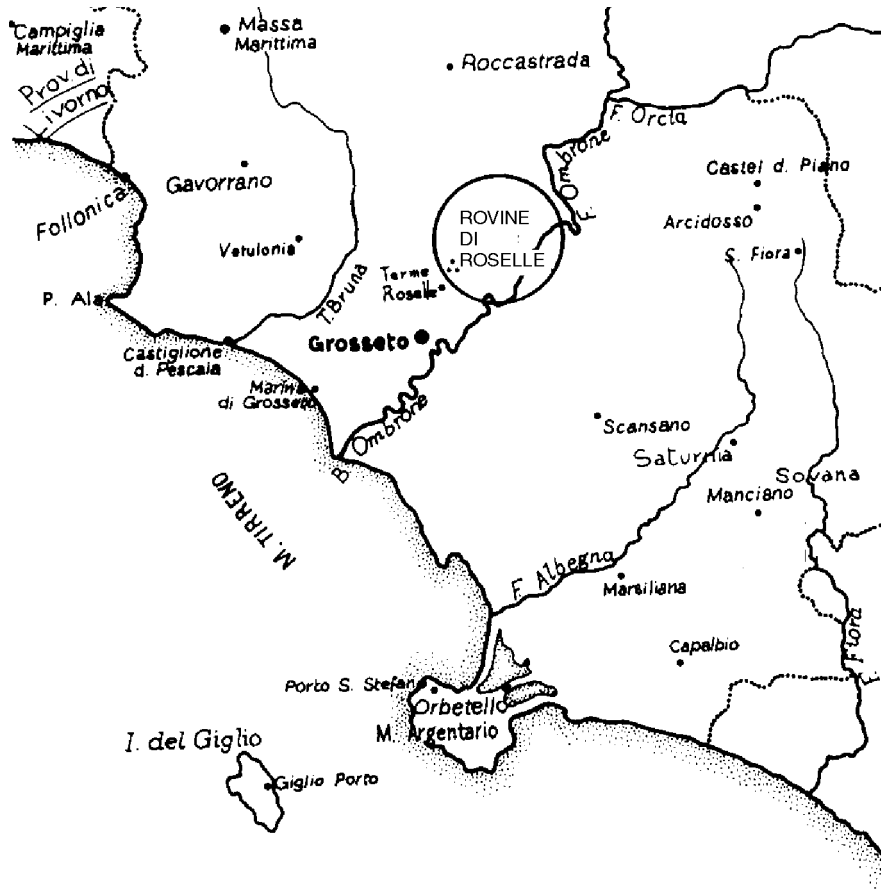 Campiglia
Marittima
Massa
Marittima
Prov. di
Livorno
Roccastrada
F. Orcia
F. Ombrone
Castel d. Piano
Arcidosso
S. Fiora
Gavorrano
Follonica
Vetulonia
ROVINE
DI
ROSELLE
Terme
Roselle
P. Ala
T. Bruna
Grosseto
Castiglione
d. Pescaia
Marina
di Grosseto
Ombrone
B
Scansano
Saturnia
Sovana
Manciano
M. TIRRENO
F. Albegna
Marsiliana
Capalbio
F. Fiora
Porto S. Stefan
Orbetello
M. Argentario
I. del Giglio
Giglio Porto